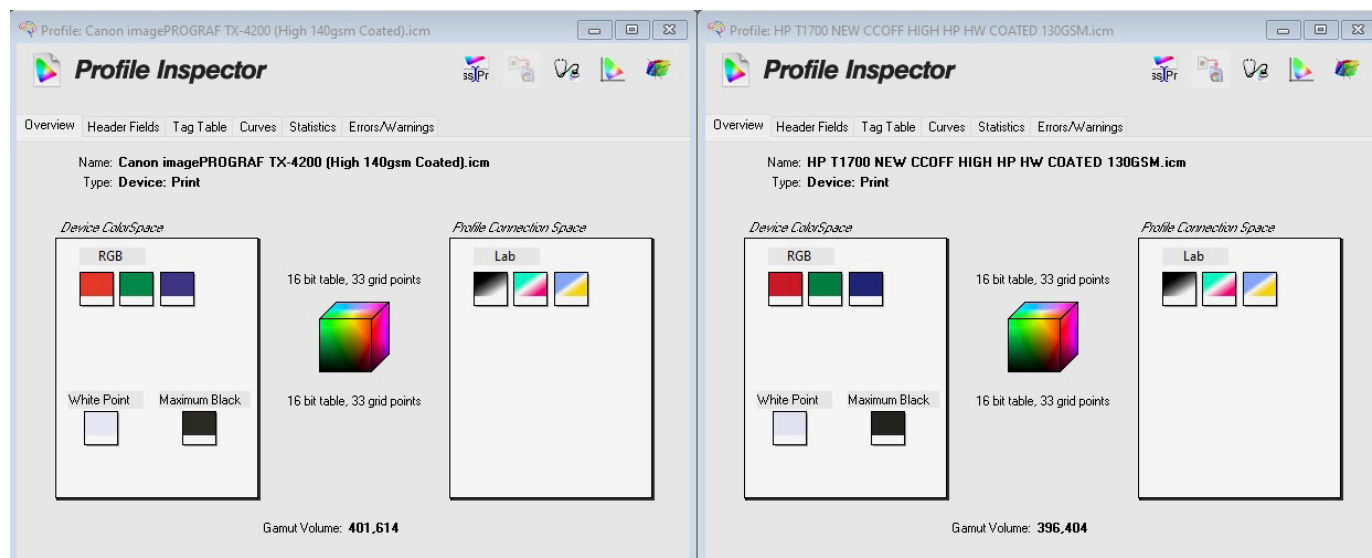 Profile: Canon imagePROGRAF TX-4200 (High 140gsm Coated).icm
Profile Inspector
ss Pr
Overview Header Fields Tag Table Curves Statistics Errors/Warnings
Name: Canon imagePROGRAF TX-4200 (High 140gsm Coated).icm
Type: Device: Print
Device ColorSpace
Profile Connection Space
RGB
Lab
16 bit table, 33 grid points
White Point
Maximum Black
16 bit table, 33 grid points
Gamut Volume: 401,614
Profile: HP T1700 NEW CCOFF HIGH HP HW COATED 130GSM.icm
Profile Inspector
ss Pr
Overview Header Fields Tag Table Curves Statistics Errors/Warnings
Name: HP T1700 NEW CCOFF HIGH HP HW COATED 130GSM.icm
Type: Device: Print
Device ColorSpace
Profile Connection Space
RGB
Lab
16 bit table, 33 grid points
White Point
Maximum Black
16 bit table, 33 grid points
Gamut Volume: 396,404